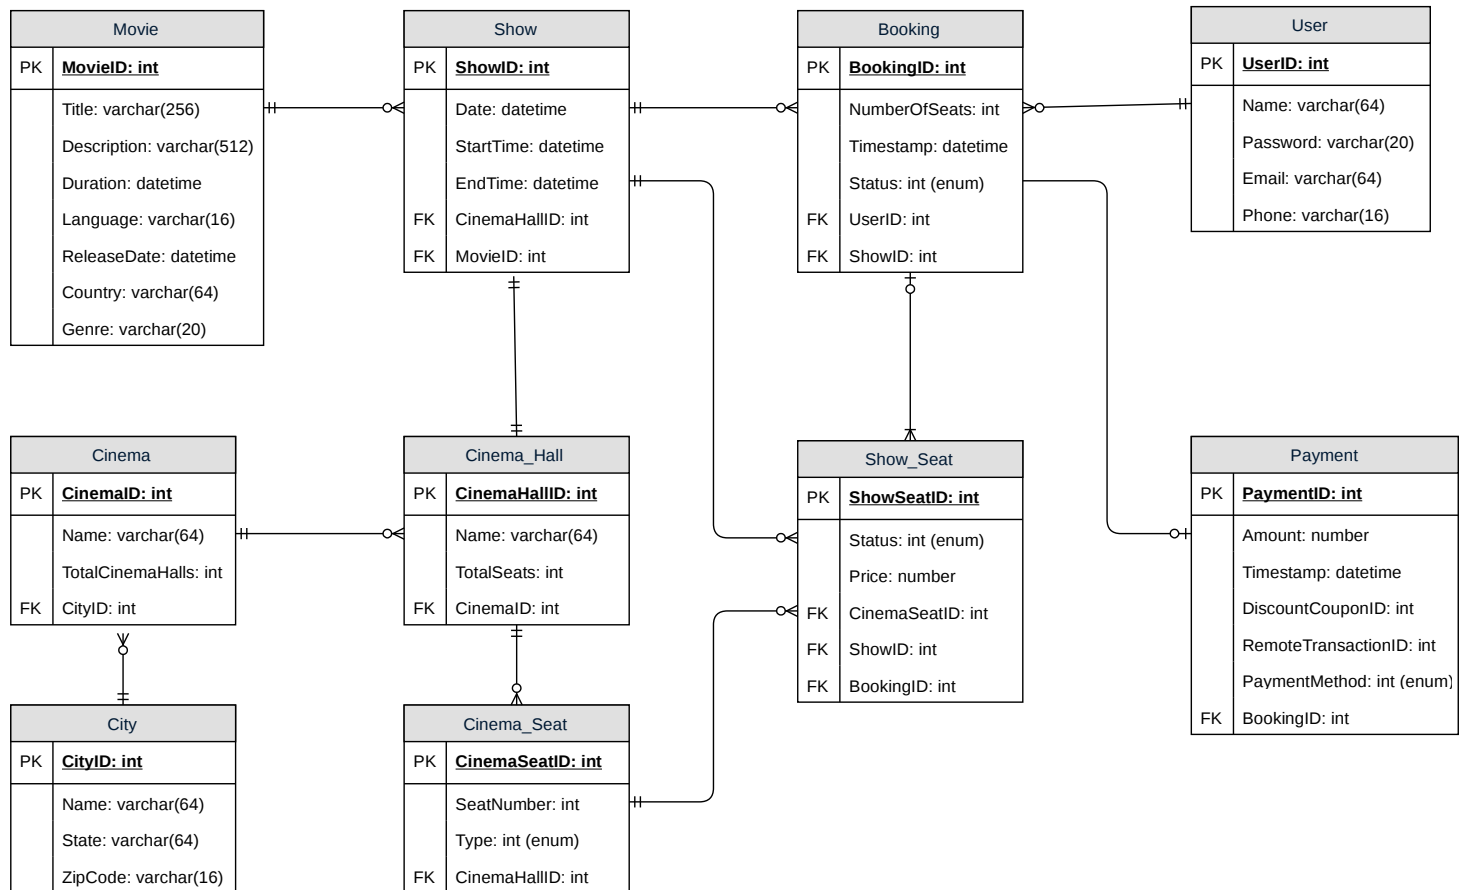 Movie
PK MovieID: int
Title: varchar(256)
Description: varchar(512)
Duration: datetime
Language: varchar(16)
ReleaseDate: datetime
Country: varchar(64)
Genre: varchar(20)
Show
PK ShowID: int
Date: datetime
StartTime: datetime
EndTime: datetime
FK CinemaHallID: int
FK MovieID: int
Booking
PK BookingID: int
NumberOfSeats: int
Timestamp: datetime
Status: int (enum)
FK UserID: int
FK ShowID: int
User
PK UserID: int
Name: varchar(64)
Password: varchar(20)
Email: varchar(64)
Phone: varchar(16)
Cinema
PK CinemaID: int
Name: varchar(64)
TotalCinemaHalls: int
FK CityID: int
Cinema_Hall
PK CinemaHallID: int
Name: varchar(64)
TotalSeats: int
FK CinemaID: int
Show_Seat
PK ShowSeatID: int
Status: int (enum)
Price: number
FK CinemaSeatID: int
FK ShowID: int
FK BookingID: int
Payment
PK PaymentID: int
Amount: number
Timestamp: datetime
DiscountCouponID: int
RemoteTransactionID: int
PaymentMethod: int (enum)
FK BookingID: int
City
PK CityID: int
Name: varchar(64)
State: varchar(64)
ZipCode: varchar(16)
Cinema_Seat
PK CinemaSeatID: int
SeatNumber: int
Type: int (enum)
FK CinemaHallID: int